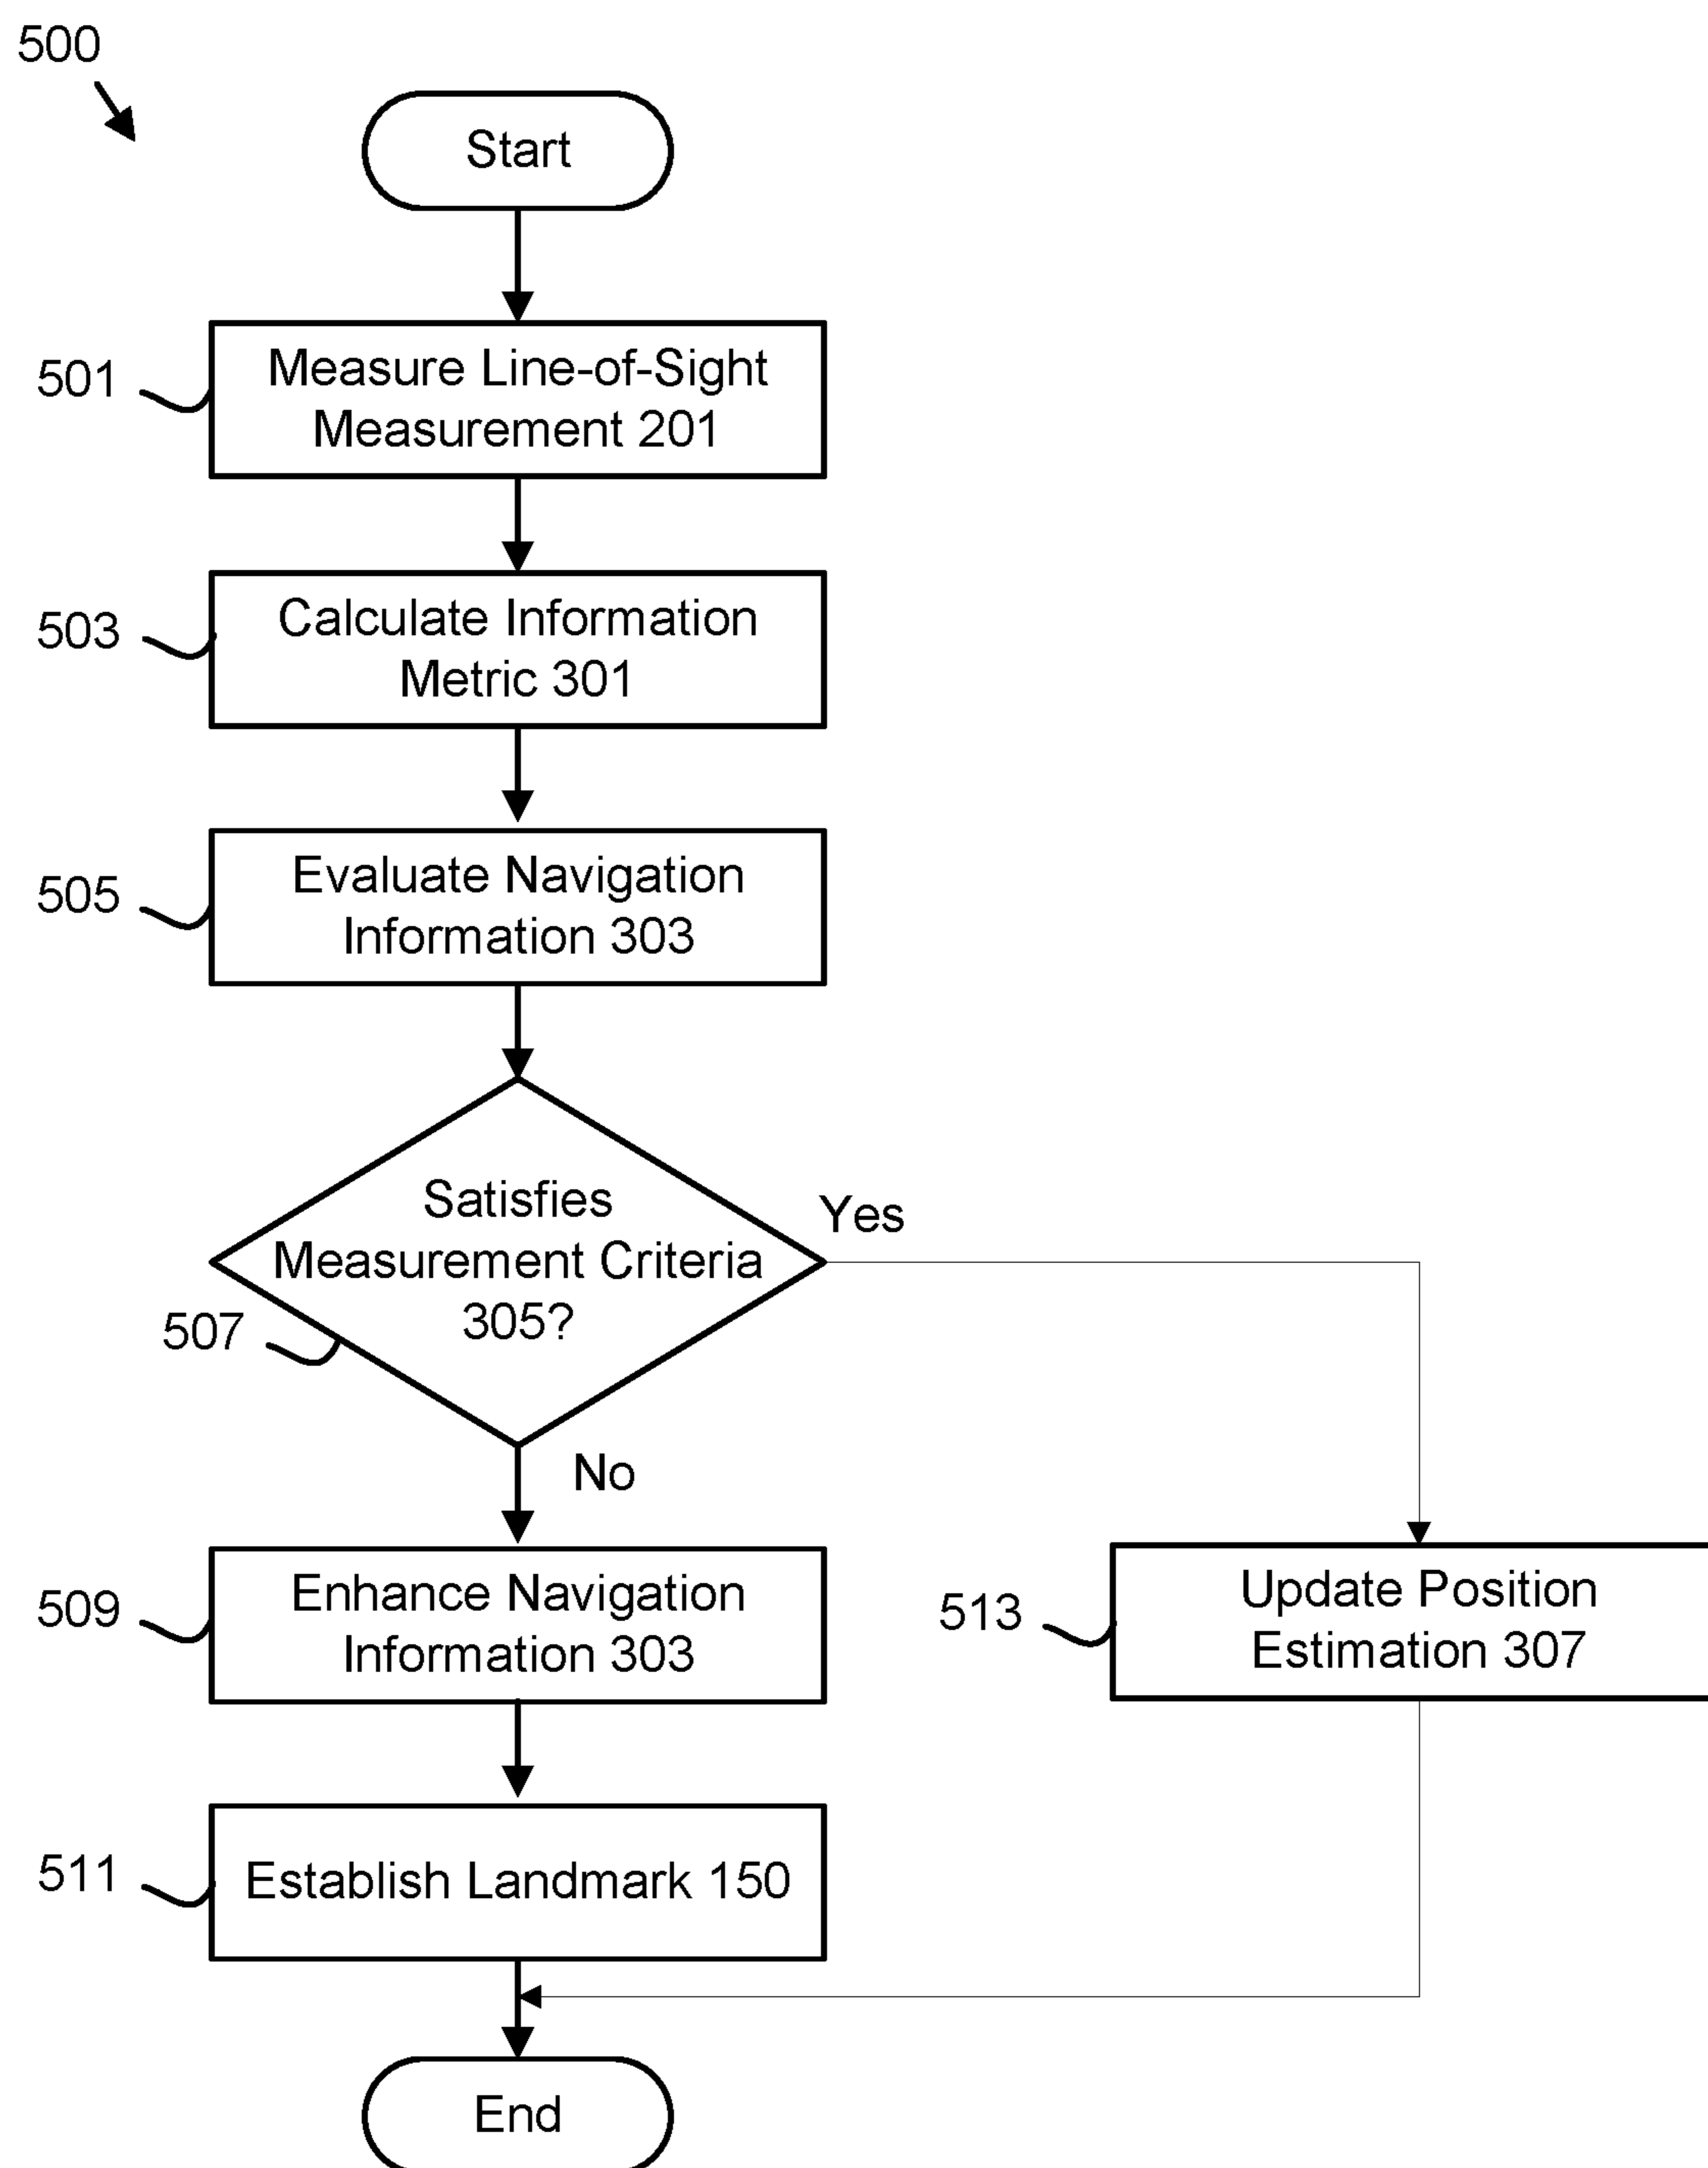 500
Start
501
Measure Line-of-Sight
Measurement 201
503
Calculate Information
Metric 301
505
Evaluate Navigation
Information 303
Satisfies
Measurement Criteria
305?
Yes
507
No
509
Enhance Navigation
Information 303
513
Update Position
Estimation 307
511
Establish Landmark 150
End